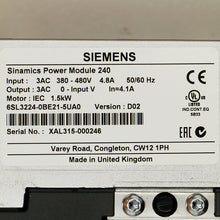 SIEMENS
Sinamics Power Module 240
Input : 3AC 380 - 480V 4.8A 50/60 Hz
Output : 3AC 0 - Input V In=4.1A
Motor : IEC 1.5kW
6SL3224-0BE21-5UA0 Version : D02
Serial No : XAL315-000246
Varey Road, Congleton, CW12 1PH
Made in United Kingdom